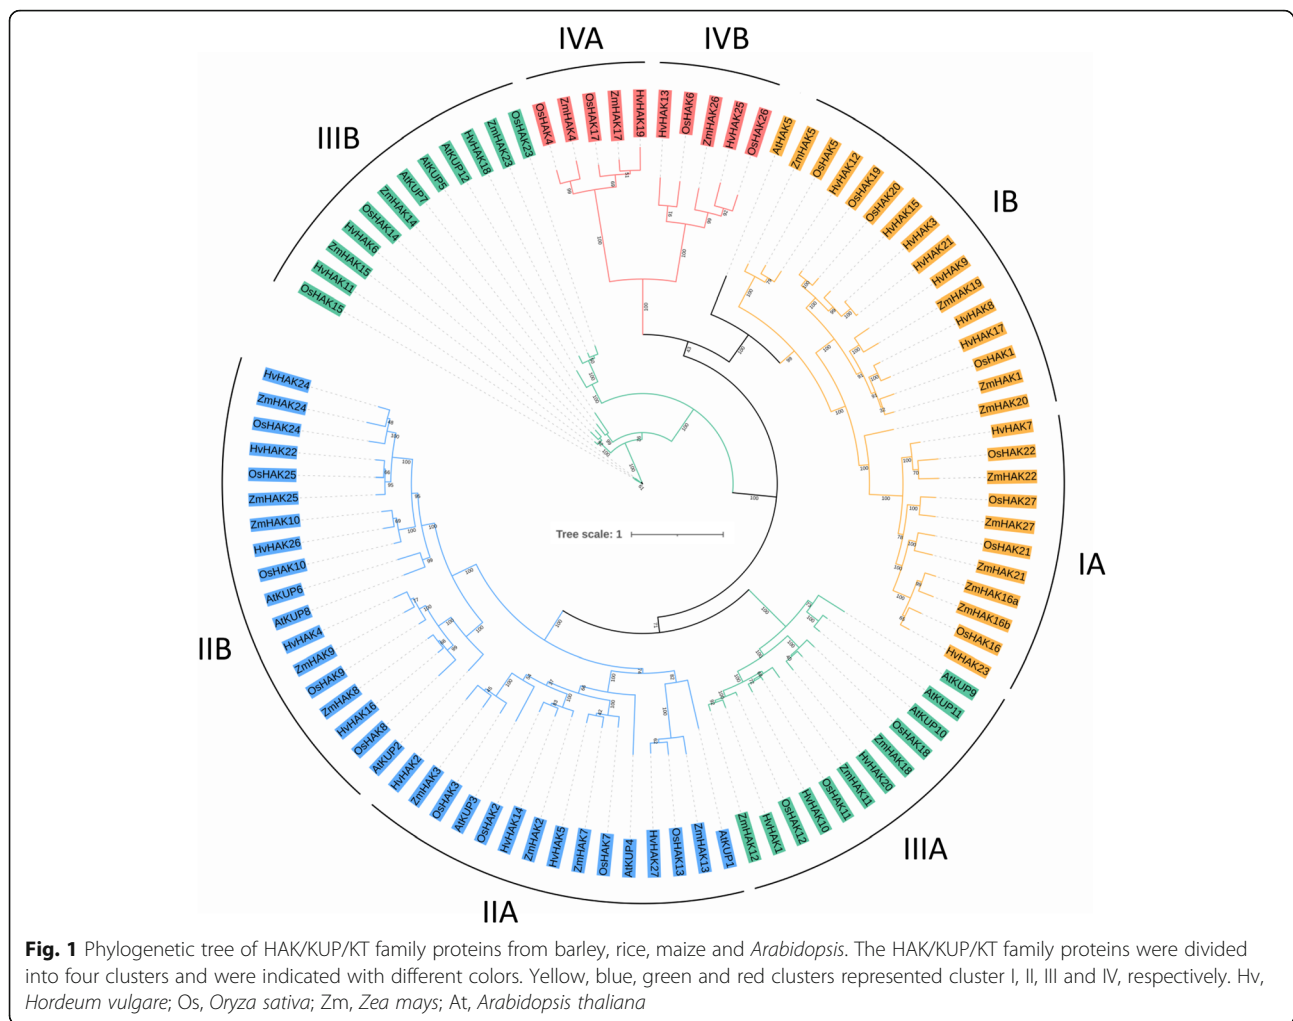 IVA
IVB
IIIB
IB
IA
IIB
IIIA
IIA
OsHAK4
ZmHAK4
OsHAK17
ZmHAK17
HvHAK19
HvHAK13
OsHAK6
ZmHAK26
HvHAK25
OsHAK26
AtHAK5
ZmHAK5
OsHAK5
HvHAK12
OsHAK19
OsHAK20
HvHAK15
HvHAK3
HvHAK21
HvHAK9
ZmHAK19
HvHAK8
HvHAK17
OsHAK1
ZmHAK1
ZmHAK20
HvHAK7
OsHAK22
ZmHAK22
OsHAK27
ZmHAK27
OsHAK21
ZmHAK21
ZmHAK16a
ZmHAK16b
OsHAK16
HvHAK23
AtKUP9
AtKUP11
AtKUP10
OsHAK18
ZmHAK18
HvHAK20
ZmHAK11
OsHAK11
HvHAK10
OsHAK12
HvHAK1
ZmHAK12
AtKUP1
ZmHAK13
OsHAK13
HvHAK27
AtKUP4
OsHAK7
ZmHAK7
HvHAK5
ZmHAK2
HvHAK14
OsHAK2
AtKUP3
OsHAK3
ZmHAK3
HvHAK2
AtKUP2
OsHAK8
HvHAK16
ZmHAK8
OsHAK9
ZmHAK9
HvHAK4
AtKUP8
AtKUP6
OsHAK10
HvHAK26
ZmHAK10
ZmHAK25
OsHAK25
HvHAK22
OsHAK24
ZmHAK24
HvHAK24
OsHAK15
HvHAK11
ZmHAK15
HvHAK6
OsHAK14
ZmHAK14
AtKUP7
AtKUP5
AtKUP12
HvHAK18
ZmHAK23
OsHAK23
Tree scale: 1
Fig. 1 Phylogenetic tree of HAK/KUP/KT family proteins from barley, rice, maize and Arabidopsis. The HAK/KUP/KT family proteins were divided
into four clusters and were indicated with different colors. Yellow, blue, green and red clusters represented cluster I, II, III and IV, respectively. Hv,
Hordeum vulgare; Os, Oryza sativa; Zm, Zea mays; At, Arabidopsis thaliana